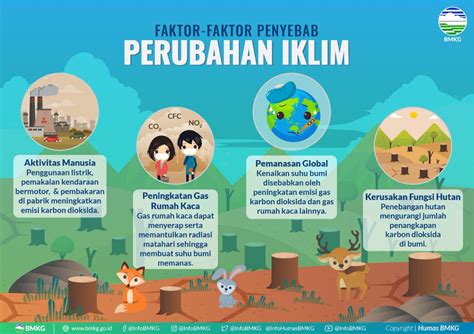 FAKTOR-FAKTOR PENYEBAB
PERUBAHAN IKLIM
BMKG
CO₂
CFC
NO₂
Aktivitas Manusia
Penggunaan listrik,
pemakaian kendaraan
bermotor, & pembakaran
di pabrik meningkatkan
emisi karbon dioksida.
Peningkatan Gas
Rumah Kaca
Gas rumah kaca dapat
menyerap serta
memantulkan radiasi
matahari sehingga
membuat suhu bumi
memanas.
Pemanasan Global
Kenaikan suhu bumi
disebabkan oleh
peningkatan emisi gas
karbon dioksida dan gas
rumah kaca lainnya.
Kerusakan Fungsi Hutan
Penebangan hutan
mengurangi jumlah
penangkapan
karbon dioksida
di bumi.
BMKG
www.bmkg.go.id
@InfoBMKG
@InfoBMKG
@InfoHumasBMKG
@InfoBMKG
Copyright | Humas BMKG